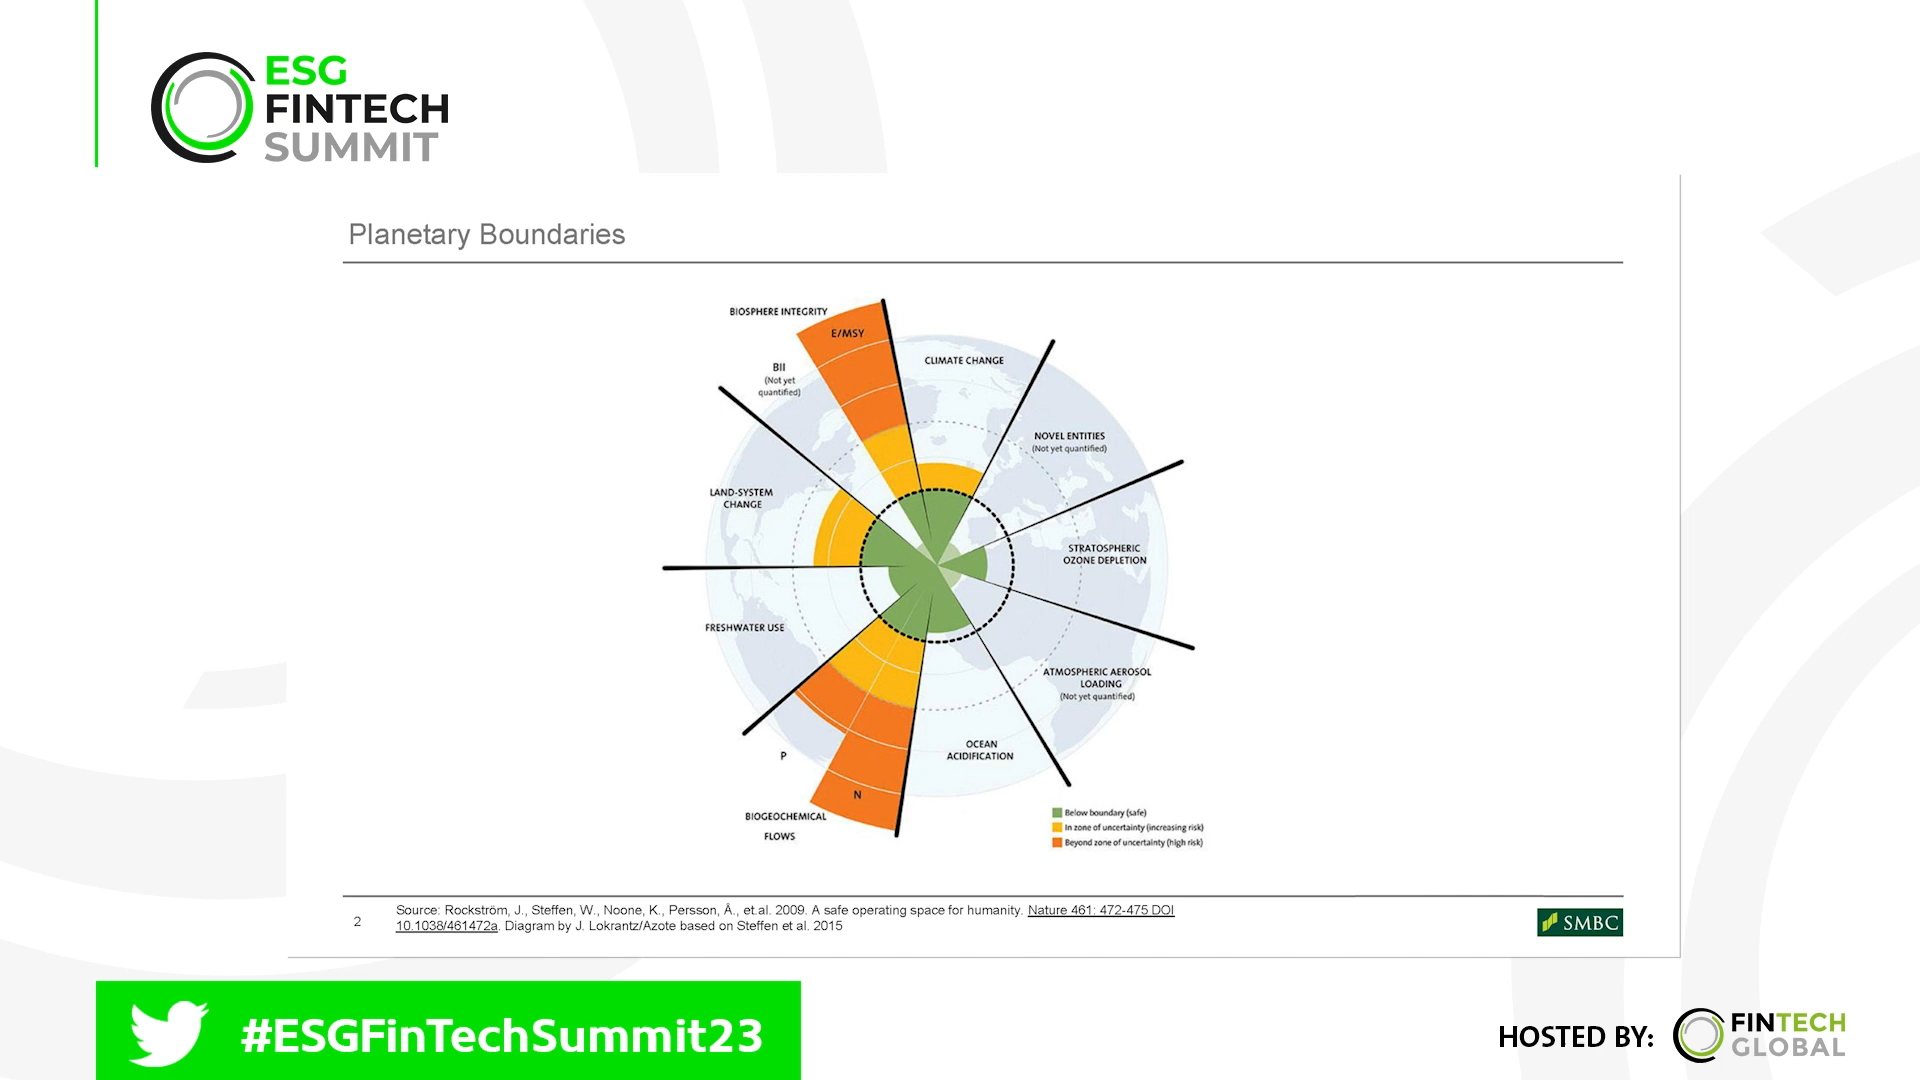 ESG
FINTECH
SUMMIT
Planetary Boundaries
BIOSPHERE INTEGRITY
E/MSY
CLIMATE CHANGE
BII
(Not yet
quantified)
NOVEL ENTITIES
(Not yet quantified)
LAND-SYSTEM
CHANGE
STRATOSPHERIC
OZONE DEPLETION
FRESHWATER USE
ATMOSPHERIC AEROSOL
LOADING
(Not yet quantified)
P
OCEAN
ACIDIFICATION
N
BIOGEOCHEMICAL
FLOWS
Below boundary (safe)
In zone of uncertainty (increasing risk)
Beyond zone of uncertainty (high risk)
2
Source: Rockström, J., Steffen, W., Noone, K., Persson, Å., et.al. 2009. A safe operating space for humanity. Nature 461: 472-475 DOI
10.1038/461472a. Diagram by J. Lokrantz/Azote based on Steffen et al. 2015
SMBC
#ESGFinTechSummit23
HOSTED BY:
FINTECH
GLOBAL